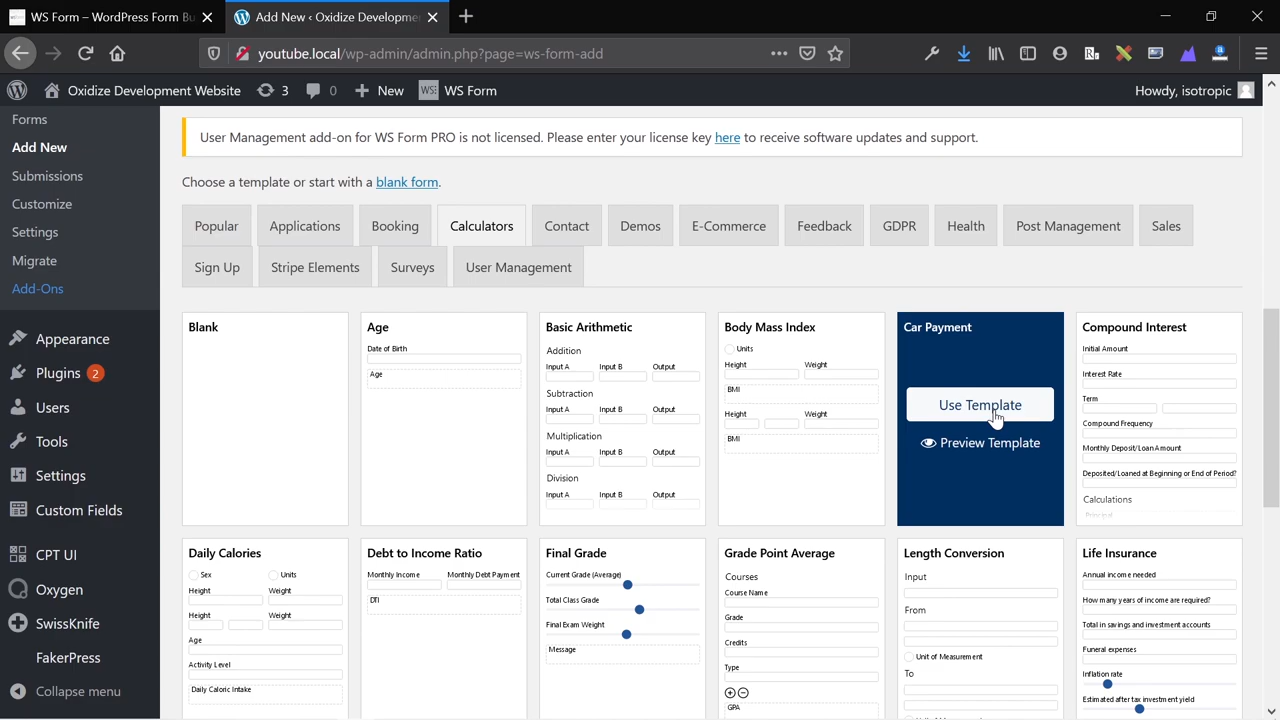 WS Form – WordPress Form Bu
Add New ‹ Oxidize Developmen
youtube.local/wp-admin/admin.php?page=ws-form-add
Oxidize Development Website
3
0
New
WS Form
Howdy, isotropic
Forms
Add New
Submissions
Customize
Settings
Migrate
Add-Ons
Appearance
Plugins 2
Users
Tools
Settings
Custom Fields
CPT UI
Oxygen
SwissKnife
FakerPress
Collapse menu
User Management add-on for WS Form PRO is not licensed. Please enter your license key here to receive software updates and support.
Choose a template or start with a blank form.
Popular
Applications
Booking
Calculators
Contact
Demos
E-Commerce
Feedback
GDPR
Health
Post Management
Sales
Sign Up
Stripe Elements
Surveys
User Management
Blank
Age
Date of Birth
Age
Basic Arithmetic
Addition
Input A Input B Output
Subtraction
Input A Input B Output
Multiplication
Input A Input B Output
Division
Input A Input B Output
Body Mass Index
Units
Height Weight
BMI
Height Weight
BMI
Car Payment
Use Template
Preview Template
Compound Interest
Initial Amount
Interest Rate
Term
Compound Frequency
Monthly Deposit/Loan Amount
Deposited/Loaned at Beginning or End of Period?
Calculations
Principal
Daily Calories
Sex Units
Height Weight
Height Weight
Age
Activity Level
Daily Caloric Intake
Debt to Income Ratio
Monthly Income Monthly Debt Payment
DTI
Final Grade
Current Grade (Average)
Total Class Grade
Final Exam Weight
Message
Grade Point Average
Courses
Course Name
Grade
Credits
Type
GPA
Length Conversion
Input
From
Unit of Measurement
To
Life Insurance
Annual income needed
How many years of income are required?
Total in savings and investment accounts
Funeral expenses
Inflation rate
Estimated after tax investment yield